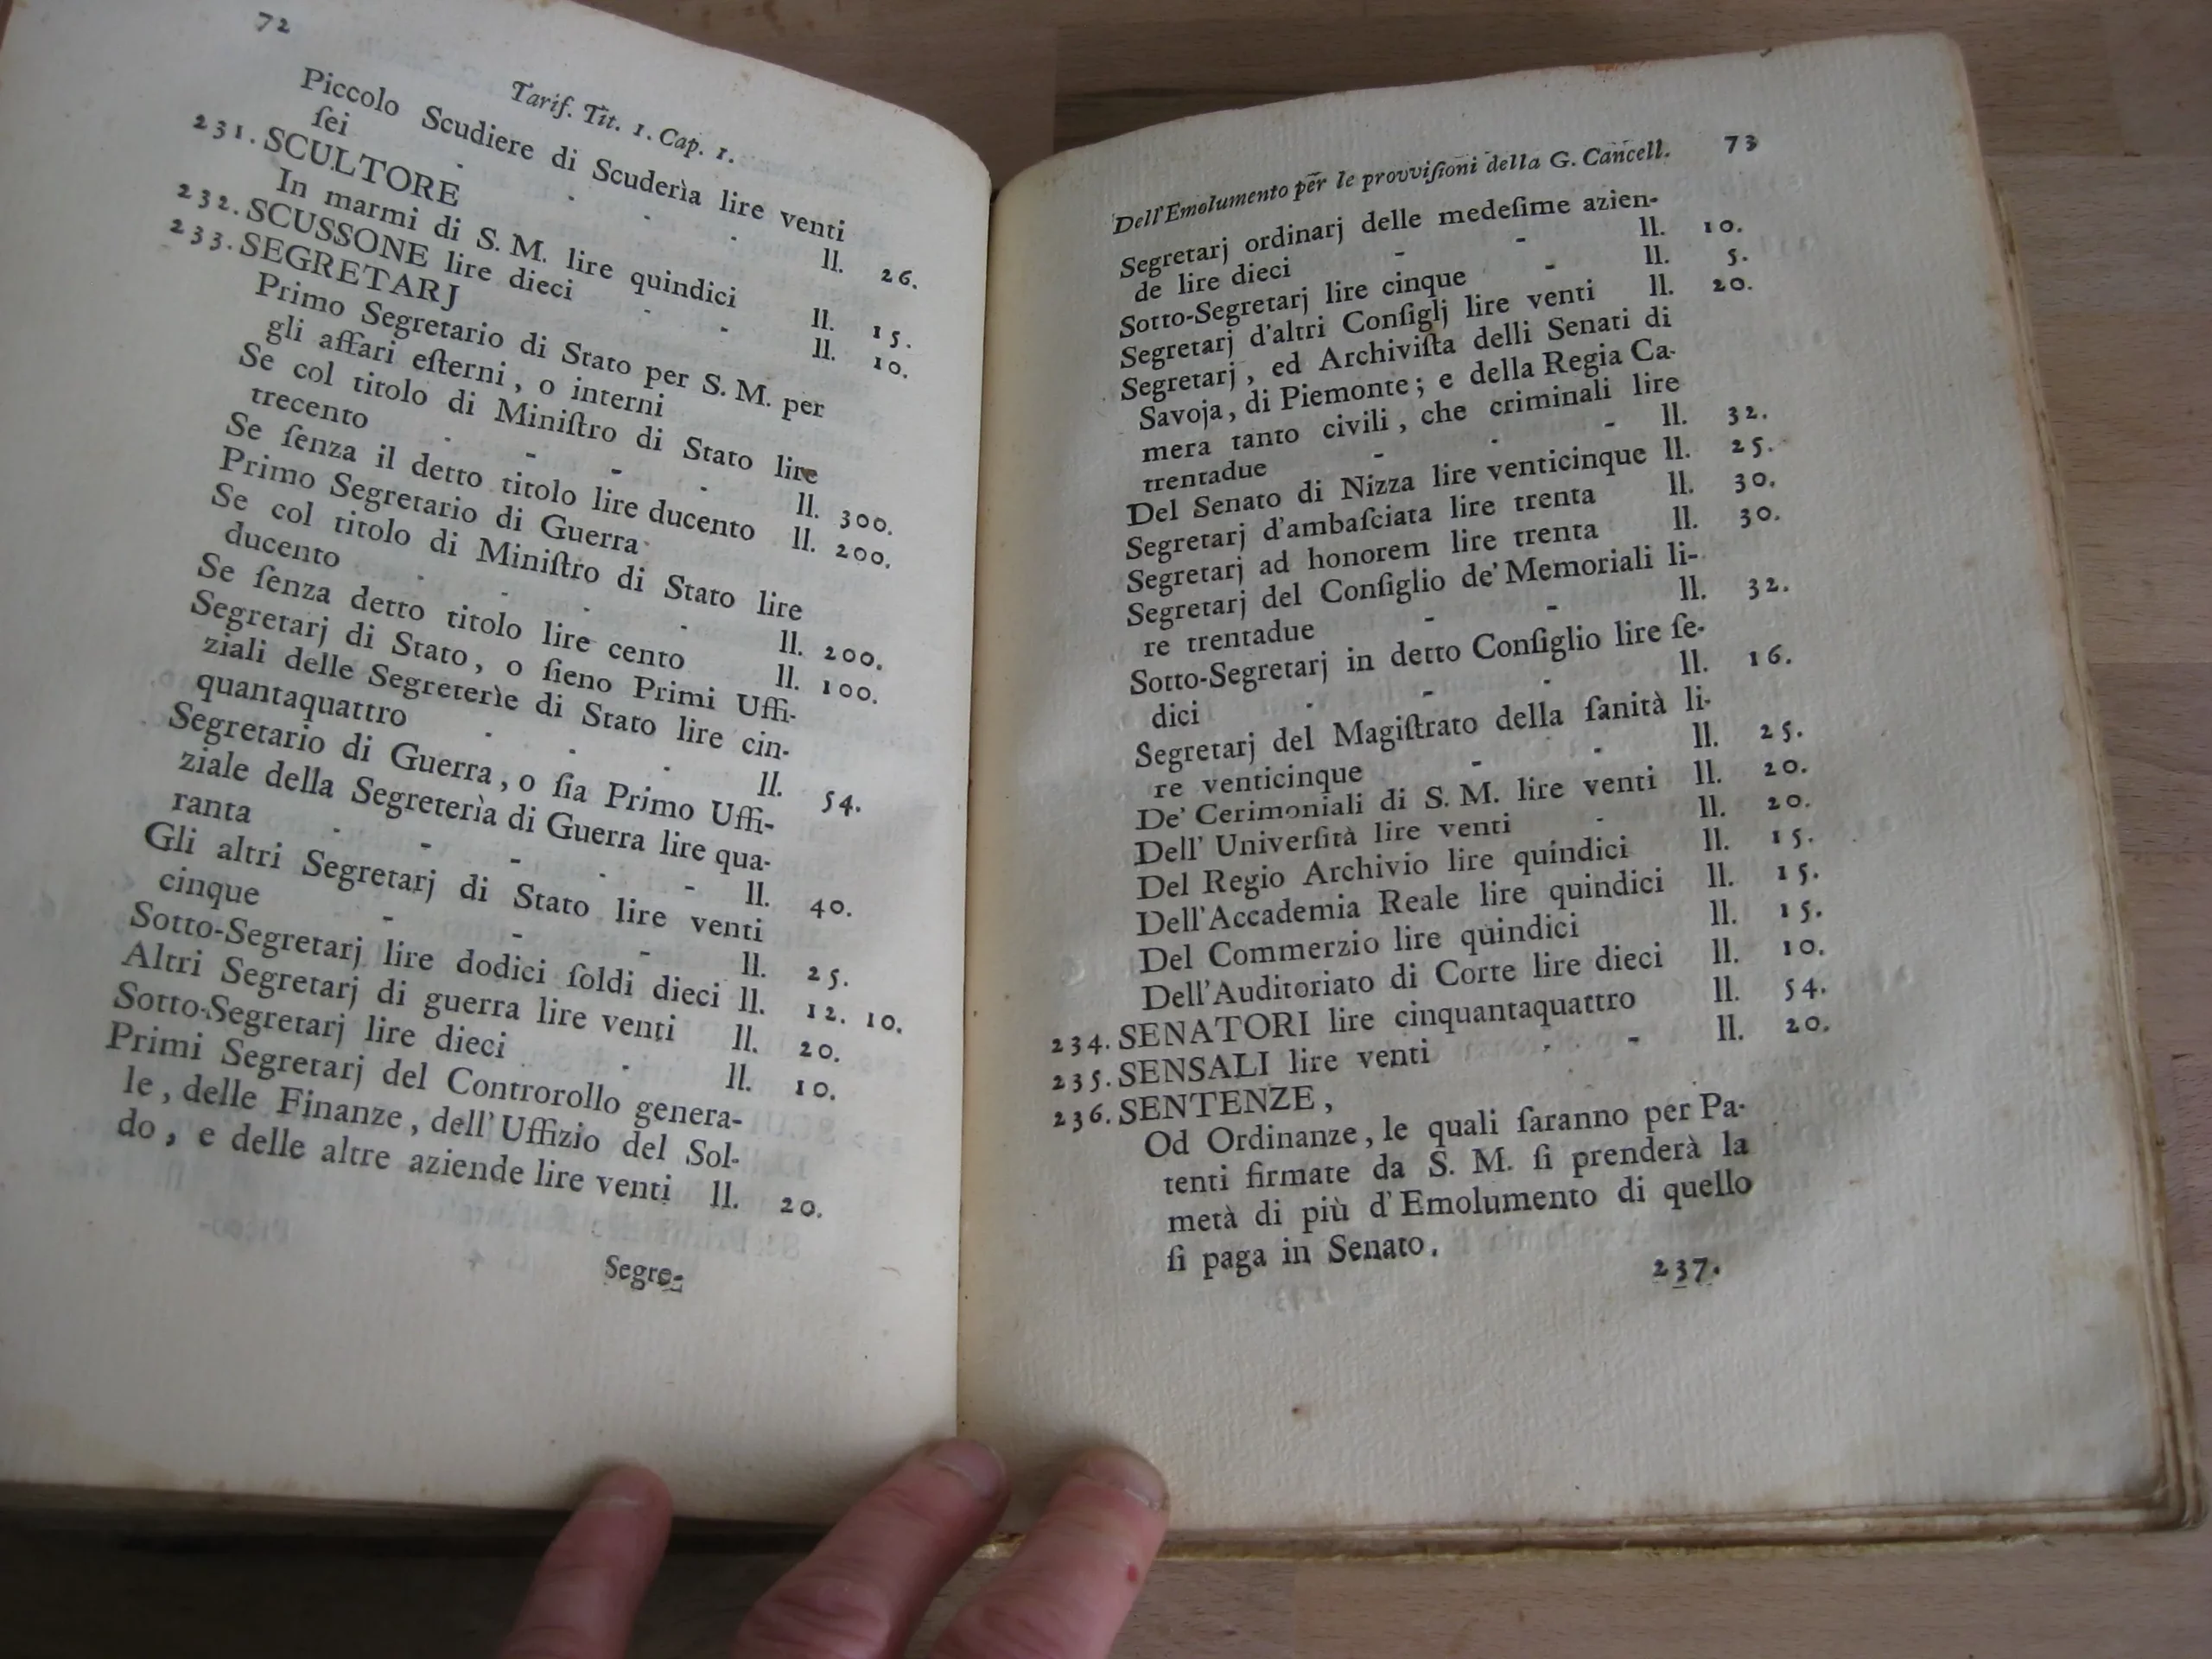 72
Tarif. Tit. 1. Cap. 1.
Piccolo Scudiere di Scuderìa lire venti
ſei - - - - ll. 26.
231. SCULTORE
In marmi di S. M. lire quindici ll. 15.
232. SCUSSONE lire dieci - - ll. 10.
233. SEGRETARJ
Primo Segretario di Stato per S. M. per
gli affari eſterni, o interni
Se col titolo di Miniſtro di Stato lire
trecento - - - - ll. 300.
Se ſenza il detto titolo lire ducento ll. 200.
Primo Segretario di Guerra
Se col titolo di Miniſtro di Stato lire
ducento - - - - ll. 200.
Se ſenza detto titolo lire cento ll. 100.
Segretarj di Stato, o ſieno Primi Uffi-
ziali delle Segreterìe di Stato lire cin-
quantaquattro - - - ll. 54.
Segretario di Guerra, o ſia Primo Uffi-
ziale della Segreterìa di Guerra lire qua-
ranta - - - - - ll. 40.
Gli altri Segretarj di Stato lire venti
cinque - - - ll. 25.
Sotto-Segretarj lire dodici ſoldi dieci ll. 12. 10.
Altri Segretarj di guerra lire venti ll. 20.
Sotto-Segretarj lire dieci - ll. 10.
Primi Segretarj del Controrollo genera-
le, delle Finanze, dell'Uffizio del Sol-
do, e delle altre aziende lire venti ll. 20.
Segre-
Dell'Emolumento per le provviſioni della G. Cancell. 73
Segretarj ordinarj delle medeſime azien-
de lire dieci - - ll. 10.
Sotto-Segretarj lire cinque - ll. 5.
Segretarj d'altri Conſiglj lire venti ll. 20.
Segretarj, ed Archiviſta delli Senati di
Savoja, di Piemonte; e della Regia Ca-
mera tanto civili, che criminali lire
trentadue - - - ll. 32.
Del Senato di Nizza lire venticinque ll. 25.
Segretarj d'ambaſciata lire trenta ll. 30.
Segretarj ad honorem lire trenta ll. 30.
Segretarj del Conſiglio de' Memoriali li-
re trentadue - - ll. 32.
Sotto-Segretarj in detto Conſiglio lire ſe-
dici - - - ll. 16.
Segretarj del Magiſtrato della ſanità li-
re venticinque - - ll. 25.
De' Cerimoniali di S. M. lire venti ll. 20.
Dell' Univerſità lire venti - ll. 20.
Del Regio Archivio lire quindici ll. 15.
Dell'Accademia Reale lire quindici ll. 15.
Del Commerzio lire quindici ll. 15.
Dell'Auditoriato di Corte lire dieci ll. 10.
234. SENATORI lire cinquantaquattro ll. 54.
235. SENSALI lire venti - - ll. 20.
236. SENTENZE,
Od Ordinanze, le quali ſaranno per Pa-
tenti firmate da S. M. ſi prenderà la
metà di più d'Emolumento di quello
ſi paga in Senato.
237.